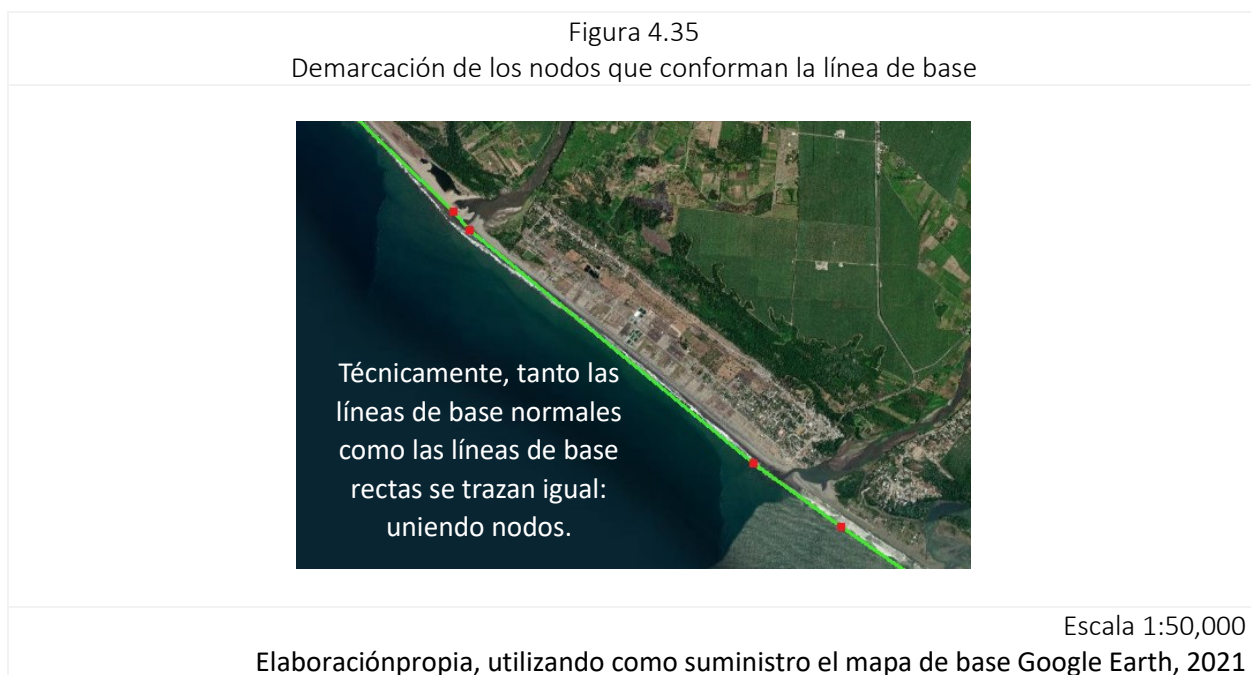 Figura 4.35
Demarcación de los nodos que conforman la línea de base
Técnicamente, tanto las
líneas de base normales
como las líneas de base
rectas se trazan igual:
uniendo nodos.
Escala 1:50,000
Elaboraciónpropia, utilizando como suministro el mapa de base Google Earth, 2021